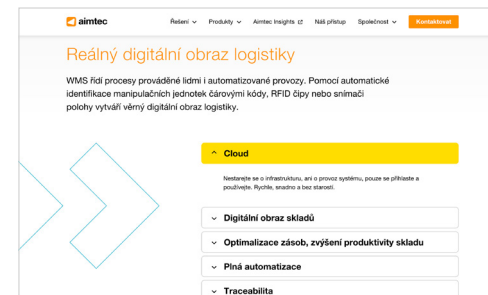 aimtec Řešení Produkty Aimtec Insights Náš přístup Společnost Kontaktovat
Reálný digitální obraz logistiky
WMS řídí procesy prováděné lidmi i automatizované provozy. Pomocí automatické
identifikace manipulačních jednotek čárovými kódy, RFID čipy nebo snímači
polohy vytváří věrný digitální obraz logistiky.
Cloud
Nestarejte se o infrastrukturu, ani o provoz systému, pouze se přihlaste a
používejte. Rychle, snadno a bez starostí.
Digitální obraz skladů
Optimalizace zásob, zvýšení produktivity skladu
Plná automatizace
Traceabilita